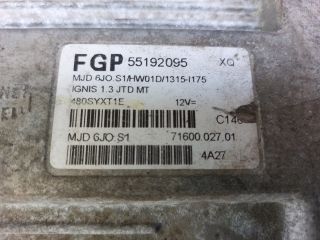 FGP 55192095 XQ
MJD 6JO.S1/HW01D/1315-I175
IGNIS 1.3 JTD MT
480SYXT1E 12V=
C14
MJD 6JO.S1 71600.027.01
4A27